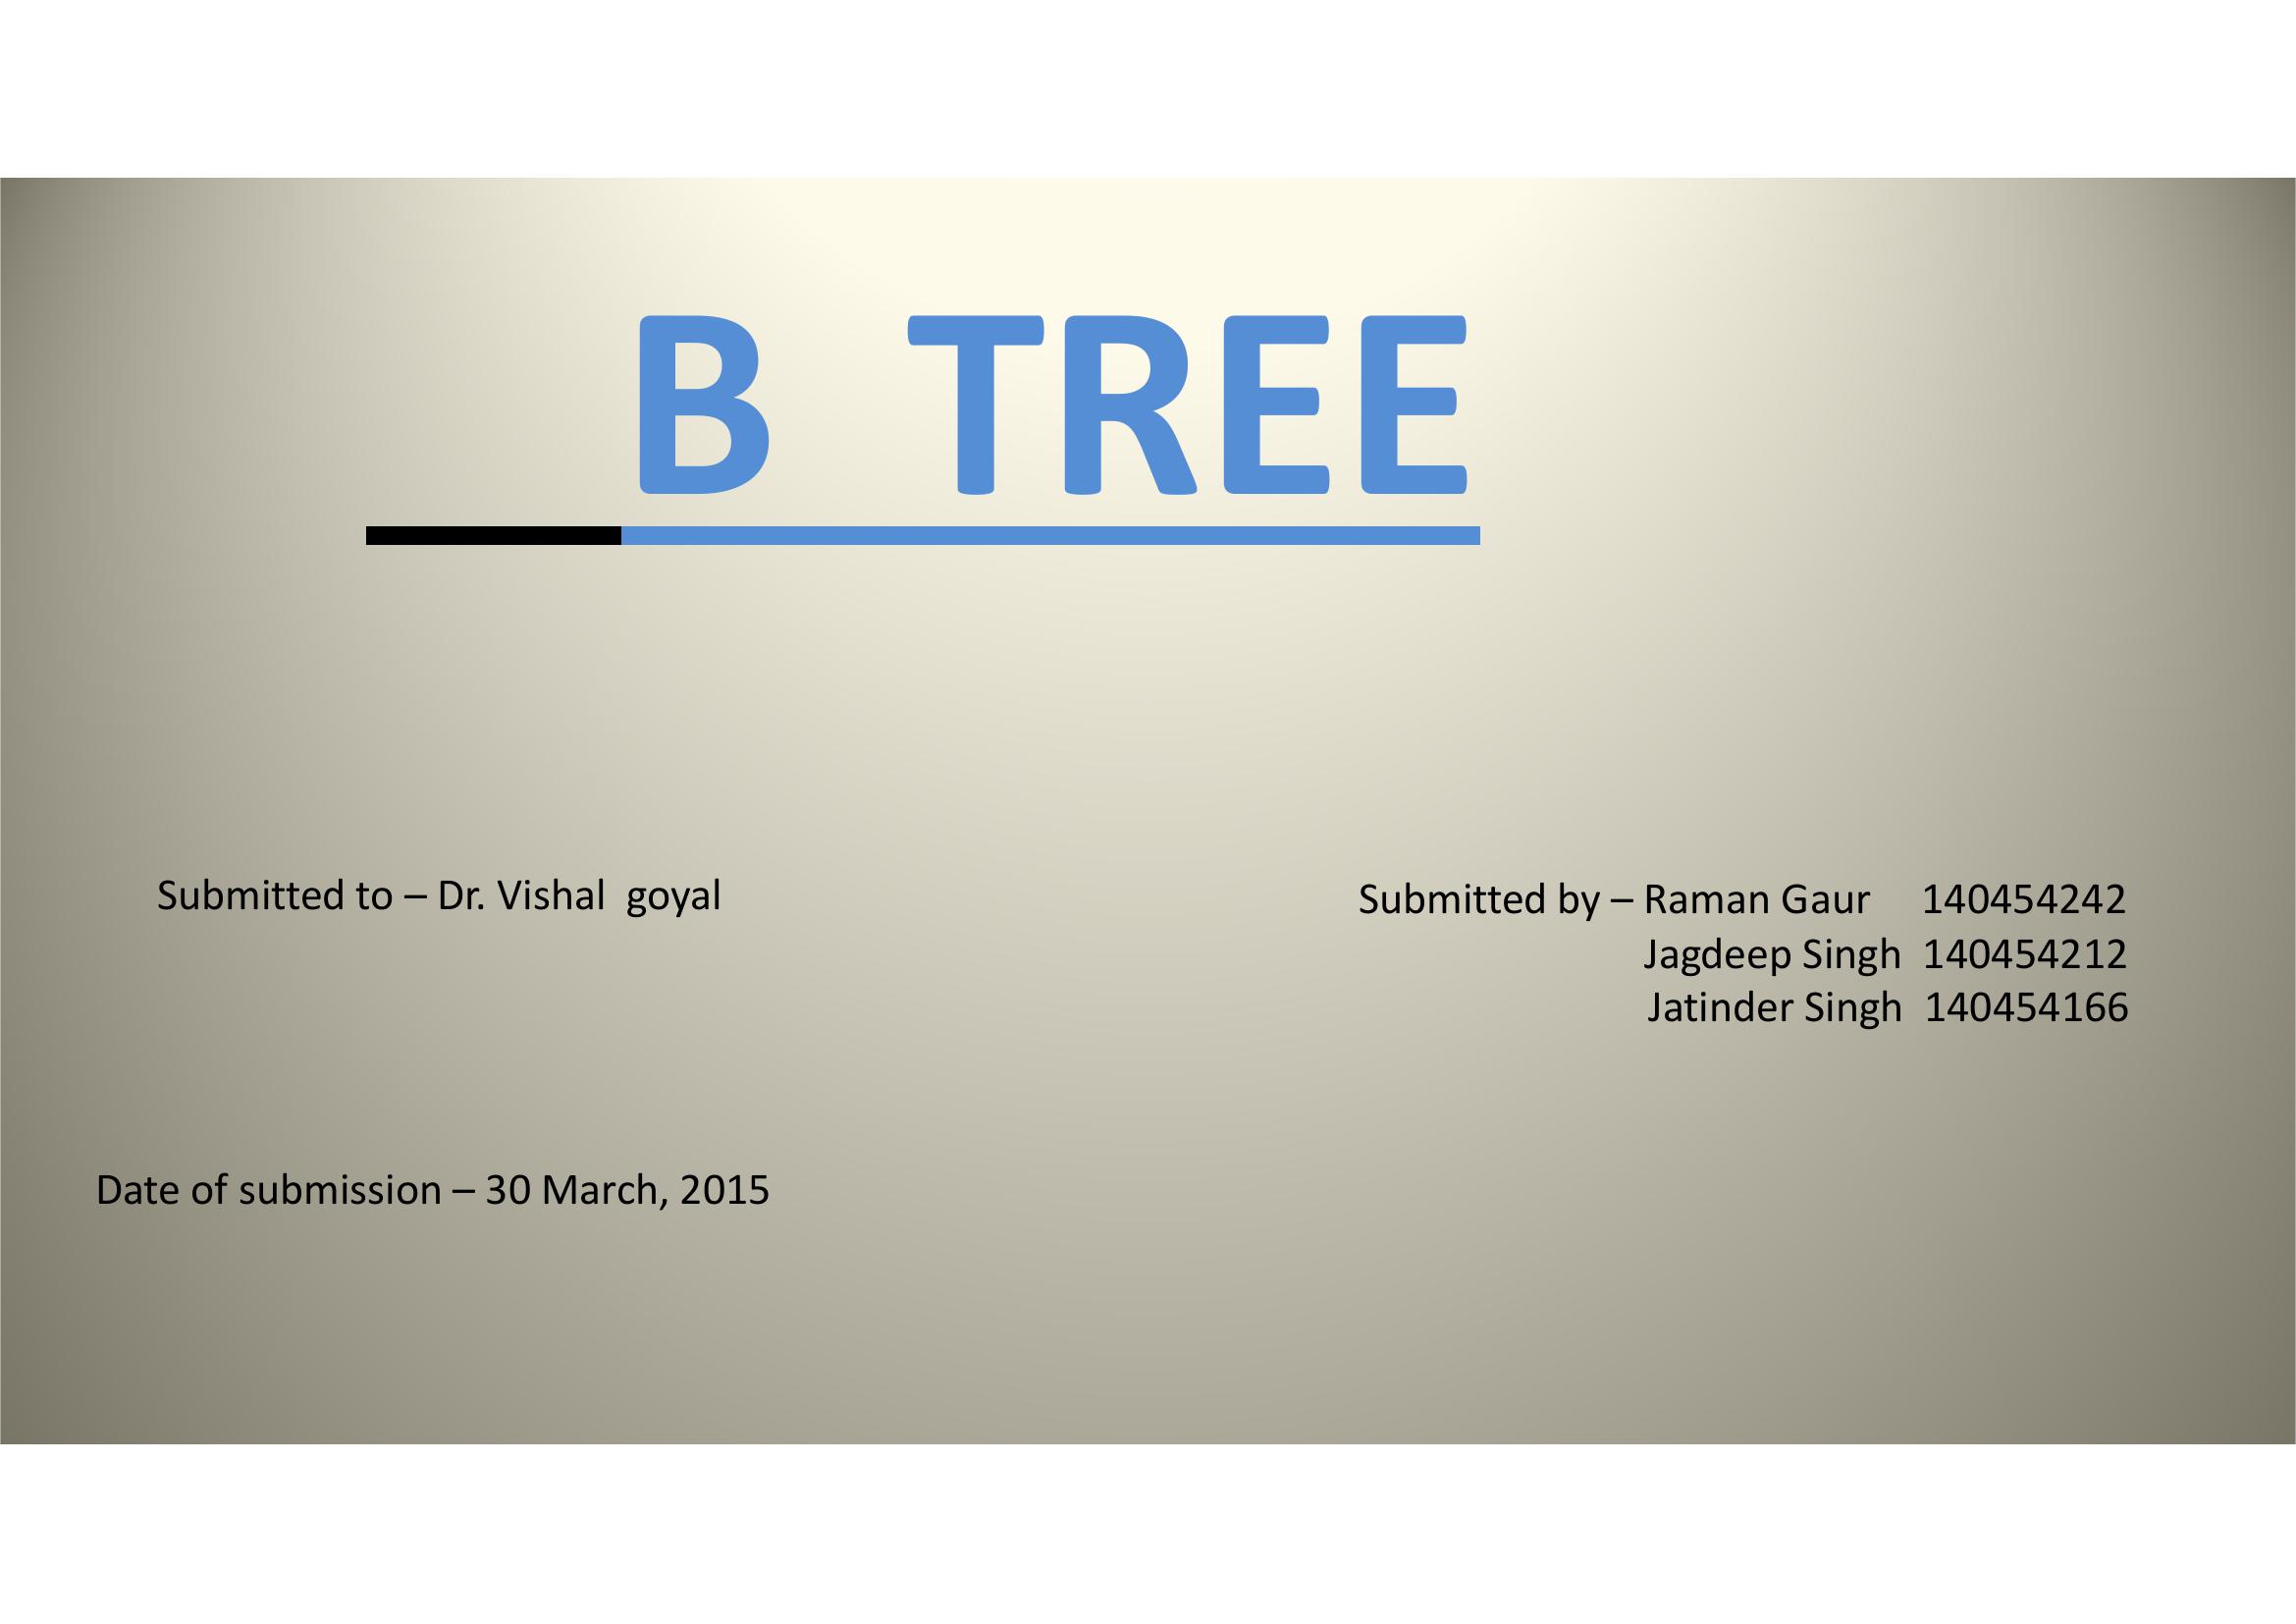 B TREE
Submitted to – Dr. Vishal goyal
Submitted by – Raman Gaur 140454242
Jagdeep Singh 140454212
Jatinder Singh 140454166
Date of submission – 30 March, 2015